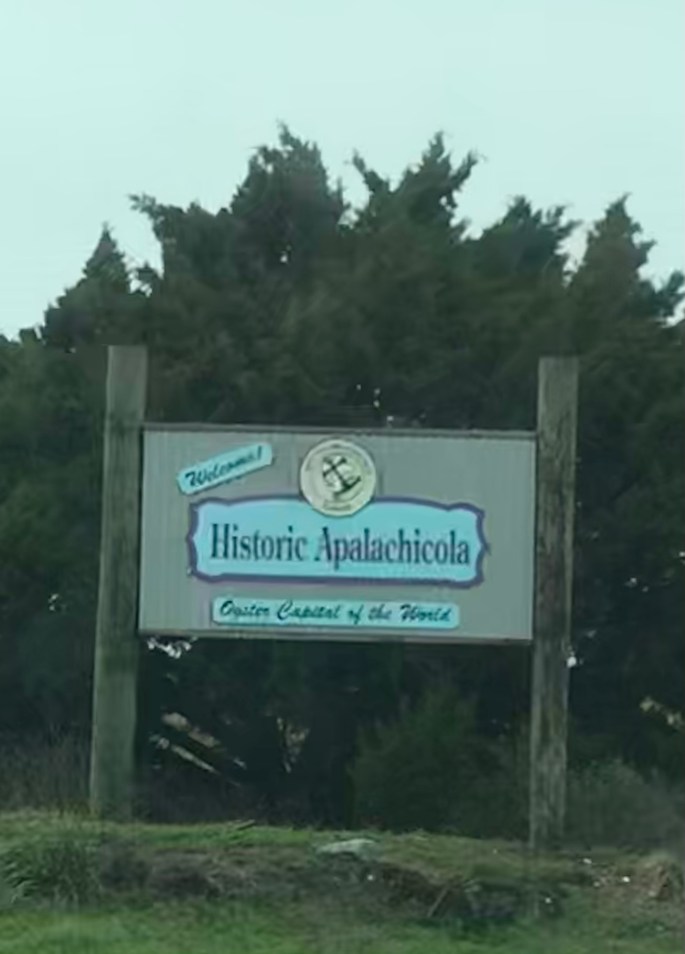 Welcome!
Historic Apalachicola
Oyster Capital of the World